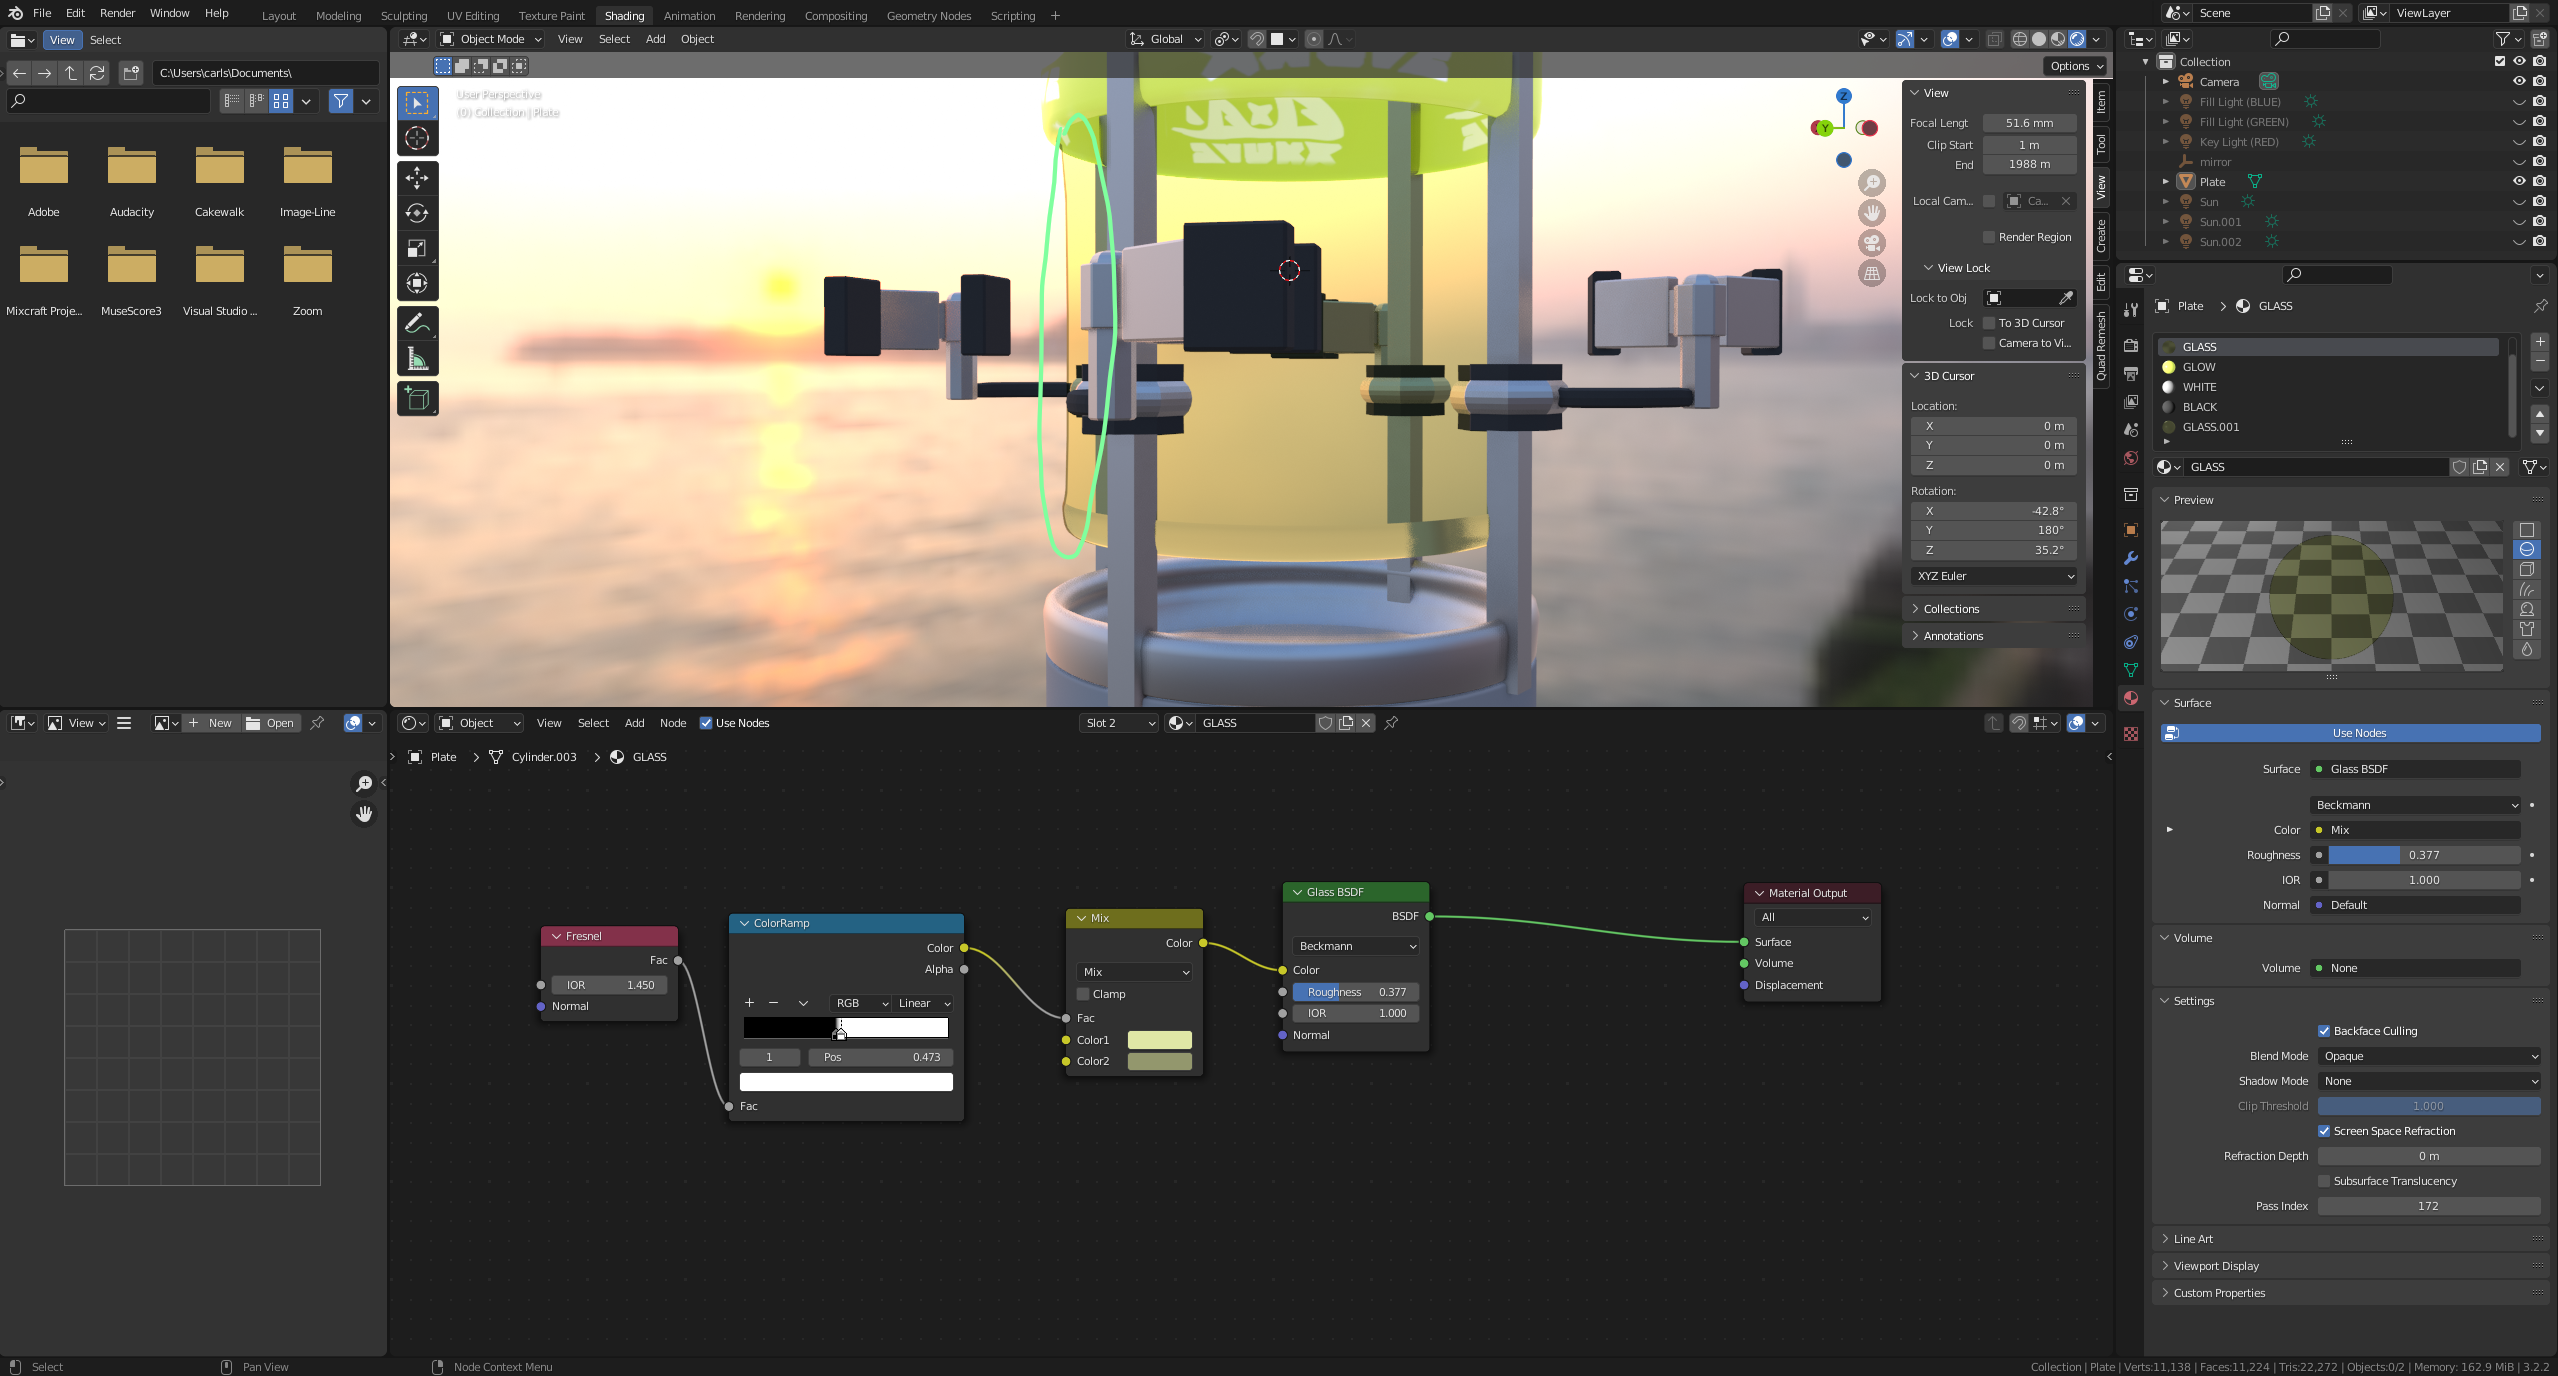 File Edit Render Window Help
Layout Modeling Sculpting UV Editing Texture Paint Shading Animation Rendering Compositing Geometry Nodes Scripting +
Scene
ViewLayer
View Select
C:\Users\carls\Documents\
Adobe Audacity Cakewalk Image-Line
Mixcraft Proje... MuseScore3 Visual Studio ... Zoom
Object Mode View Select Add Object
Global
Options
User Perspective
(0) Collection | Plate
Z
Y
View
Focal Lengt 51.6 mm
Clip Start 1 m
End 1988 m
Local Cam... Ca...
Render Region
View Lock
Lock to Obj
Lock To 3D Cursor
Camera to Vi...
3D Cursor
Location:
X 0 m
Y 0 m
Z 0 m
Rotation:
X -42.8°
Y 180°
Z 35.2°
XYZ Euler
Collections
Annotations
Item
Tool
View
Create
Edit
Quad Remesh
Collection
Camera
Fill Light (BLUE)
Fill Light (GREEN)
Key Light (RED)
mirror
Plate
Sun
Sun.001
Sun.002
Plate > GLASS
GLASS
GLOW
WHITE
BLACK
GLASS.001
GLASS
Preview
Surface
Use Nodes
Surface Glass BSDF
Beckmann
Color Mix
Roughness 0.377
IOR 1.000
Normal Default
Volume
Volume None
Settings
Backface Culling
Blend Mode Opaque
Shadow Mode None
Clip Threshold 1.000
Screen Space Refraction
Refraction Depth 0 m
Subsurface Translucency
Pass Index 172
Line Art
Viewport Display
Custom Properties
View New Open
Object View Select Add Node Use Nodes
Slot 2 GLASS
Plate > Cylinder.003 > GLASS
Fresnel
Fac
IOR 1.450
Normal
ColorRamp
Color
Alpha
+ − RGB Linear
1 Pos 0.473
Fac
Mix
Color
Mix
Clamp
Fac
Color1
Color2
Glass BSDF
BSDF
Beckmann
Color
Roughness 0.377
IOR 1.000
Normal
Material Output
All
Surface
Volume
Displacement
Select Pan View Node Context Menu
Collection | Plate | Verts:11,138 | Faces:11,224 | Tris:22,272 | Objects:0/2 | Memory: 162.9 MiB | 3.2.2